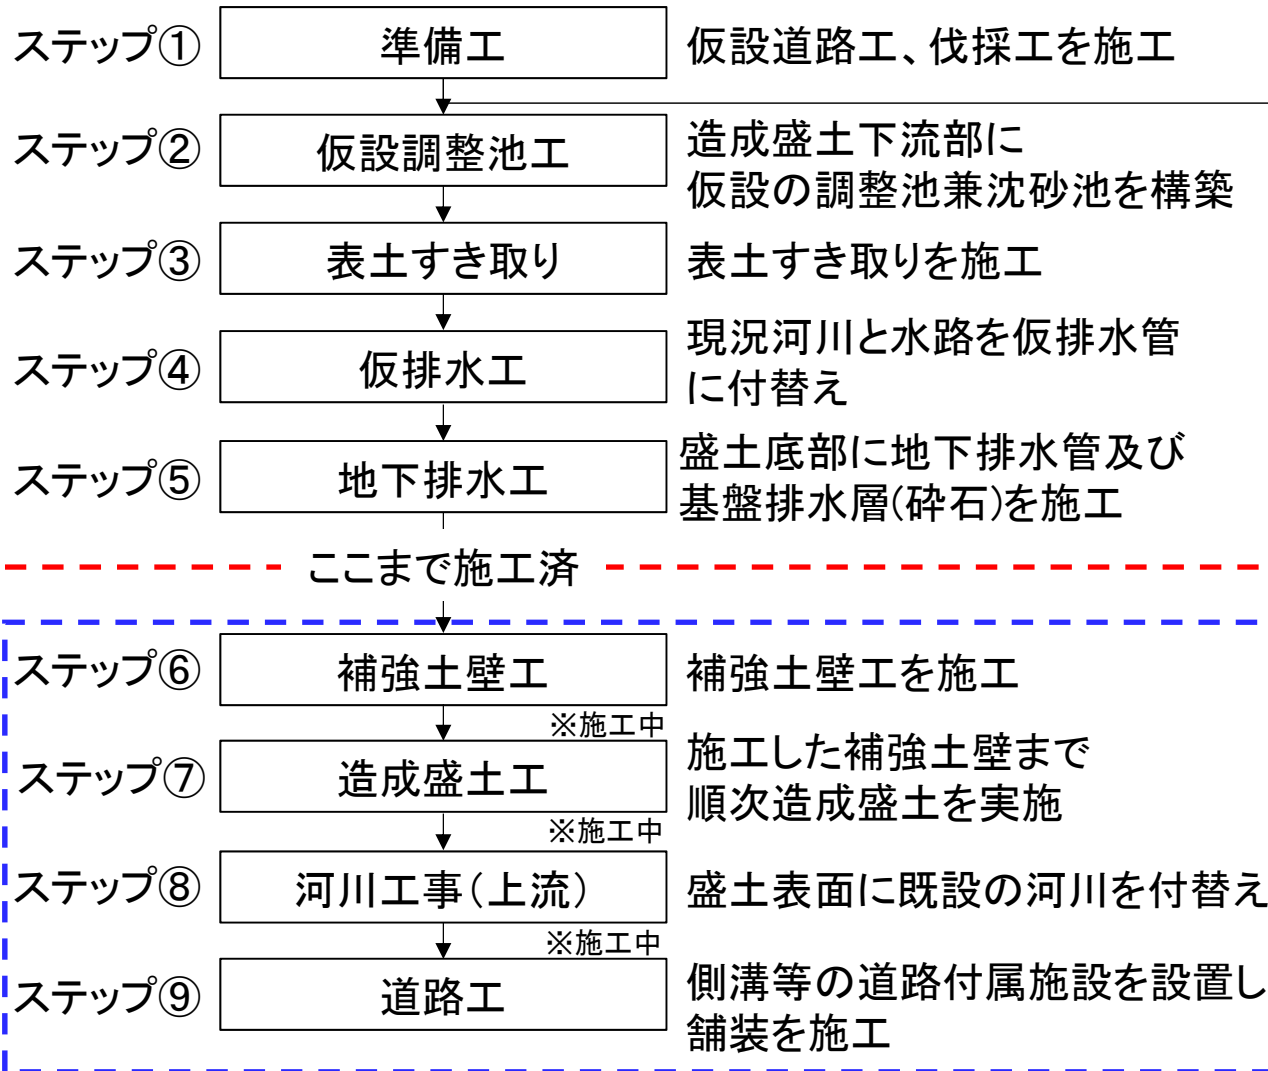 ステップ① 準備工 仮設道路工、伐採工を施工
ステップ② 仮設調整池工 造成盛土下流部に
仮設の調整池兼沈砂池を構築
ステップ③ 表土すき取り 表土すき取りを施工
ステップ④ 仮排水工 現況河川と水路を仮排水管
に付替え
ステップ⑤ 地下排水工 盛土底部に地下排水管及び
基盤排水層(砕石)を施工
ここまで施工済
ステップ⑥ 補強土壁工 補強土壁工を施工
※施工中
ステップ⑦ 造成盛土工 施工した補強土壁まで
順次造成盛土を実施
※施工中
ステップ⑧ 河川工事(上流) 盛土表面に既設の河川を付替え
※施工中
ステップ⑨ 道路工 側溝等の道路付属施設を設置し
舗装を施工